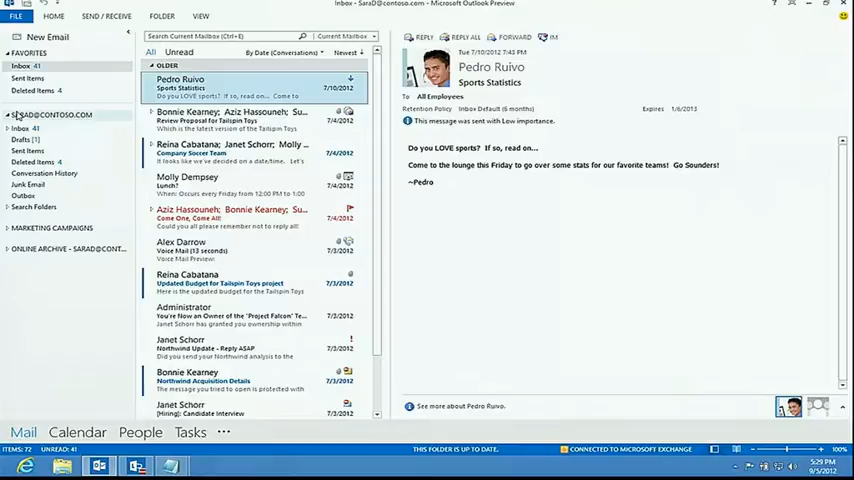 Inbox - SaraD@contoso.com - Microsoft Outlook Preview
FILE HOME SEND / RECEIVE FOLDER VIEW
New Email
FAVORITES
Inbox 41
Sent Items
Deleted Items 4
SARAD@CONTOSO.COM
Inbox 41
Drafts [1]
Sent Items
Deleted Items 4
Conversation History
Junk Email
Outbox
Search Folders
MARKETING CAMPAIGNS
ONLINE ARCHIVE - SARAD@CONT...
Search Current Mailbox (Ctrl+E) Current Mailbox
All Unread By Date (Conversations) Newest
OLDER
Pedro Ruivo
Sports Statistics 7/10/2012
Do you LOVE sports? If so, read on... Come to
Bonnie Kearney; Aziz Hassouneh; Su...
Review Proposal for Tailspin Toys 7/4/2012
Which is the latest version of the Tailspin Toys
Reina Cabatana; Janet Schorr; Molly ...
Company Soccer Team 7/4/2012
It looks like we've decided on a date/time. Let's
Molly Dempsey
Lunch? 7/4/2012
When: Occurs every Friday from 12:00 PM to 1:00
Aziz Hassouneh; Bonnie Kearney; Su...
Come One, Come All! 7/4/2012
Could you all please remember not to reply all!
Alex Darrow
Voice Mail (13 seconds) 7/3/2012
Voice Mail Preview:
Reina Cabatana
Updated Budget for Tailspin Toys project 7/3/2012
Here is the updated budget for the Tailspin Toys
Administrator
You're Now an Owner of the 'Project Falcon' Te... 7/3/2012
Janet Schorr has granted you ownership within
Janet Schorr
Northwind Update - Reply ASAP 7/3/2012
Did you send your Northwind analysis to the
Bonnie Kearney
Northwind Acquisition Details 7/3/2012
The message you tried to open is protected with
Janet Schorr
[Hiring]: Candidate Interview 7/3/2012
REPLY REPLY ALL FORWARD IM
Tue 7/10/2012 7:43 PM
Pedro Ruivo
Sports Statistics
To All Employees
Retention Policy Inbox Default (6 months) Expires 1/6/2013
This message was sent with Low importance.
Do you LOVE sports? If so, read on...
Come to the lounge this Friday to go over some stats for our favorite teams! Go Sounders!
~Pedro
See more about Pedro Ruivo.
Mail Calendar People Tasks ...
ITEMS: 72 UNREAD: 41 THIS FOLDER IS UP TO DATE. CONNECTED TO MICROSOFT EXCHANGE 100%
5:29 PM
9/5/2012